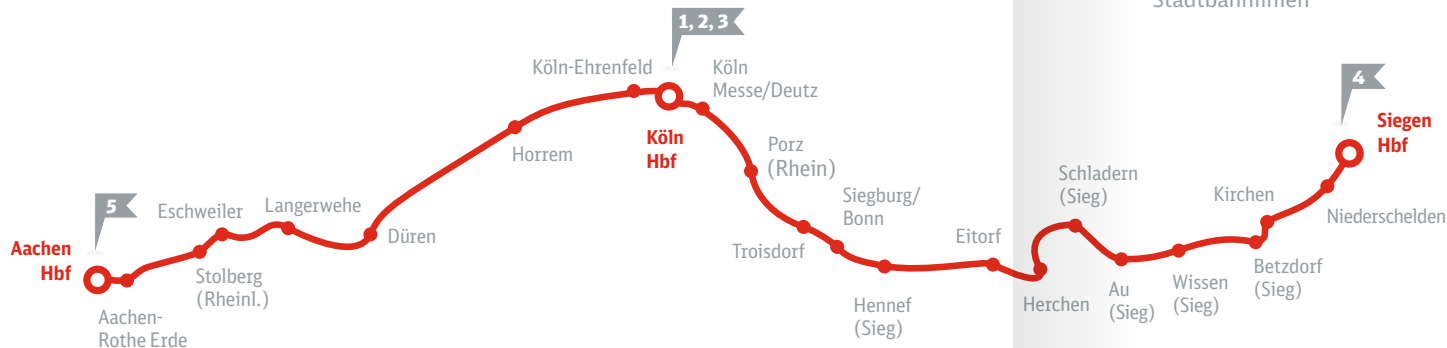 Stadtbahnlinien
1, 2, 3
Köln-Ehrenfeld
Köln
Messe/Deutz
4
Siegen
Hbf
Köln
Hbf
Horrem
Porz
(Rhein)
Schladern
(Sieg)
Siegburg/
Bonn
Kirchen
5
Eschweiler
Langerwehe
Niederschelden
Aachen
Hbf
Düren
Troisdorf
Eitorf
Stolberg
(Rheinl.)
Betzdorf
(Sieg)
Wissen
(Sieg)
Au
(Sieg)
Herchen
Hennef
(Sieg)
Aachen-
Rothe Erde